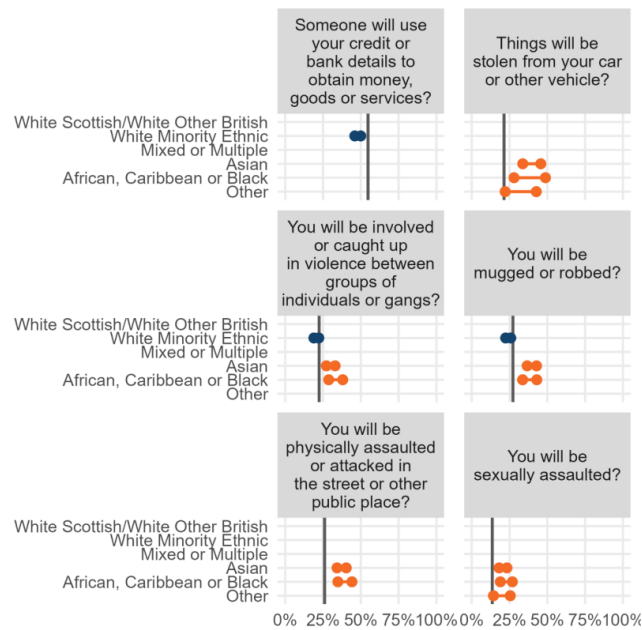 Someone will use
your credit or
bank details to
obtain money,
goods or services?
Things will be
stolen from your car
or other vehicle?
White Scottish/White Other British
White Minority Ethnic
Mixed or Multiple
Asian
African, Caribbean or Black
Other
You will be involved
or caught up
in violence between
groups of
individuals or gangs?
You will be
mugged or robbed?
White Scottish/White Other British
White Minority Ethnic
Mixed or Multiple
Asian
African, Caribbean or Black
Other
You will be
physically assaulted
or attacked in
the street or other
public place?
You will be
sexually assaulted?
White Scottish/White Other British
White Minority Ethnic
Mixed or Multiple
Asian
African, Caribbean or Black
Other
0% 25% 50% 75% 100% 0% 25% 50% 75% 100%